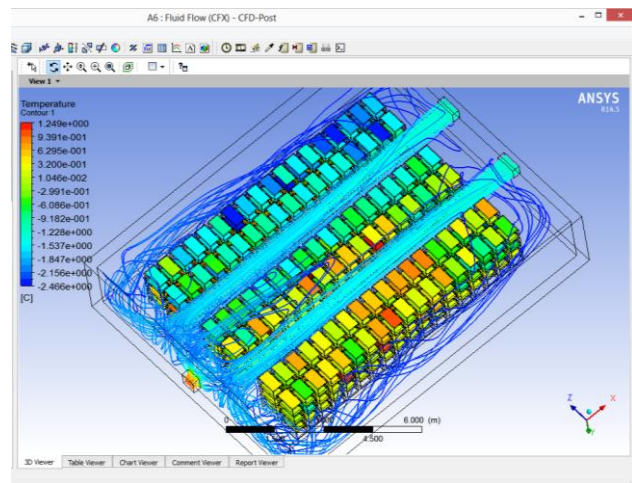 A6 : Fluid Flow (CFX) - CFD-Post
View 1
ANSYS
R14.5
Temperature
Contour 1
1.249e+000
9.391e-001
6.295e-001
3.200e-001
1.046e-002
-2.991e-001
-6.086e-001
-9.182e-001
-1.228e+000
-1.537e+000
-1.847e+000
-2.156e+000
-2.466e+000
[C]
0
6.000 (m)
4.500
Z
X
Y
3D Viewer
Table Viewer
Chart Viewer
Comment Viewer
Report Viewer